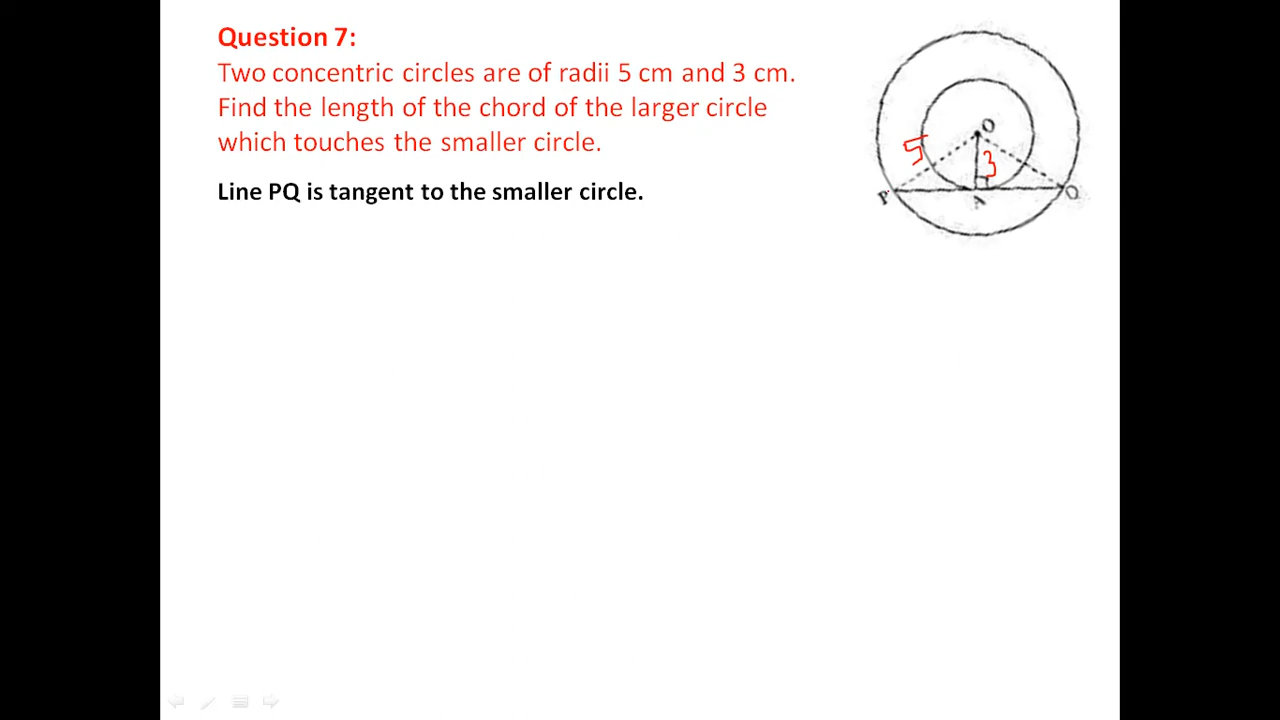 Question 7:
Two concentric circles are of radii 5 cm and 3 cm.
Find the length of the chord of the larger circle
which touches the smaller circle.
Line PQ is tangent to the smaller circle.
O
5
3
P
A
Q